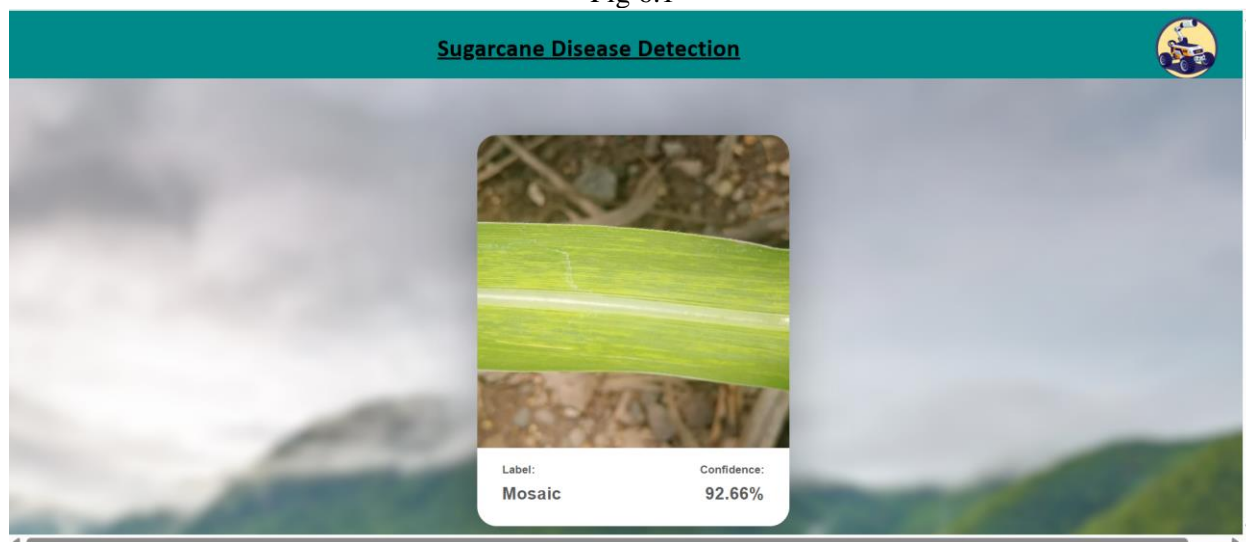 Fig 6.1
Sugarcane Disease Detection
Label: Confidence:
Mosaic 92.66%